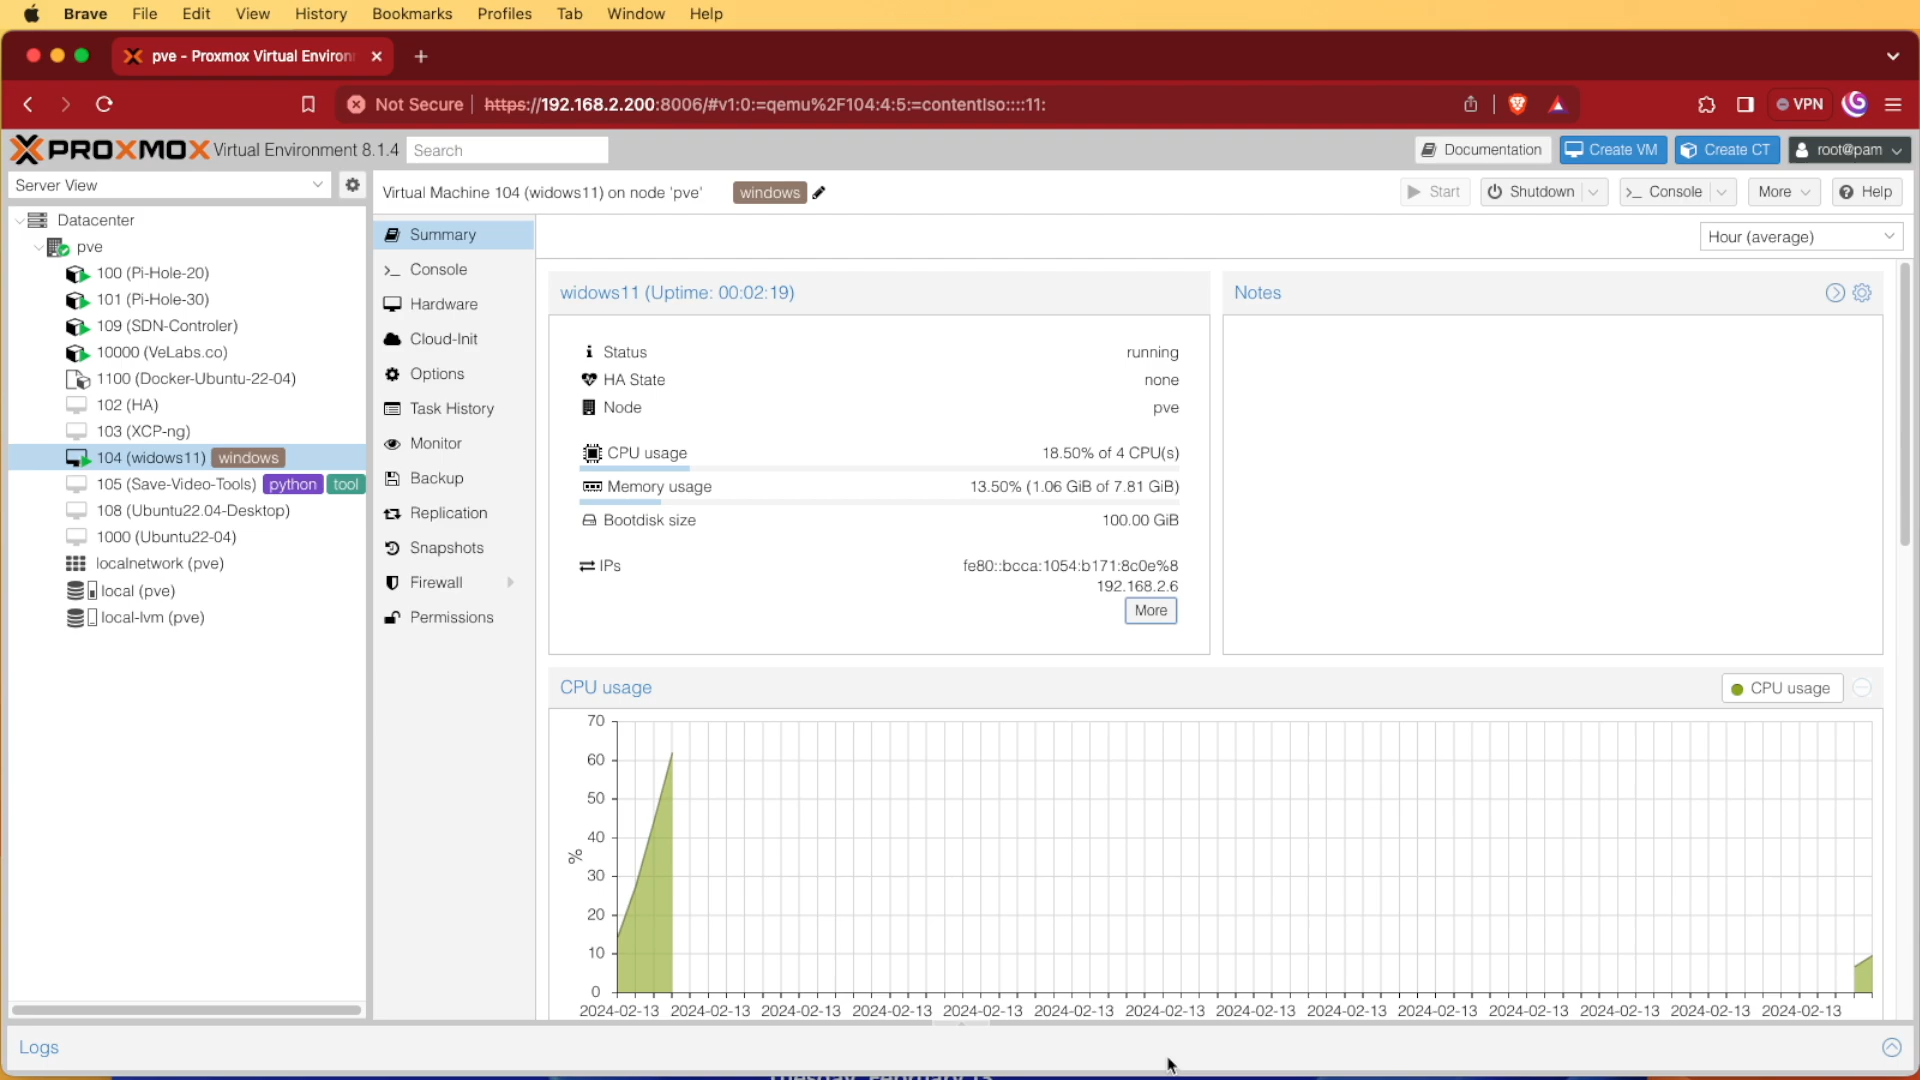 Brave File Edit View History Bookmarks Profiles Tab Window Help
pve - Proxmox Virtual Environ
Not Secure https://192.168.2.200:8006/#v1:0:=qemu%2F104:4:5:=contentIso::::11: VPN
PROXMOX Virtual Environment 8.1.4 Search Documentation Create VM Create CT root@pam
Server View
Virtual Machine 104 (widows11) on node 'pve' windows Start Shutdown Console More Help
Datacenter
pve
100 (Pi-Hole-20)
101 (Pi-Hole-30)
109 (SDN-Controler)
10000 (VeLabs.co)
1100 (Docker-Ubuntu-22-04)
102 (HA)
103 (XCP-ng)
104 (widows11) windows
105 (Save-Video-Tools) python tool
108 (Ubuntu22.04-Desktop)
1000 (Ubuntu22-04)
localnetwork (pve)
local (pve)
local-lvm (pve)
Summary
Console
Hardware
Cloud-Init
Options
Task History
Monitor
Backup
Replication
Snapshots
Firewall
Permissions
Hour (average)
widows11 (Uptime: 00:02:19)
Status running
HA State none
Node pve
CPU usage 18.50% of 4 CPU(s)
Memory usage 13.50% (1.06 GiB of 7.81 GiB)
Bootdisk size 100.00 GiB
IPs fe80::bcca:1054:b171:8c0e%8
192.168.2.6
More
Notes
CPU usage
CPU usage
70
60
50
40
30
20
10
0
%
2024-02-13 2024-02-13 2024-02-13 2024-02-13 2024-02-13 2024-02-13 2024-02-13 2024-02-13 2024-02-13 2024-02-13 2024-02-13 2024-02-13 2024-02-13 2024-02-13
Logs
Tuesday, February 13